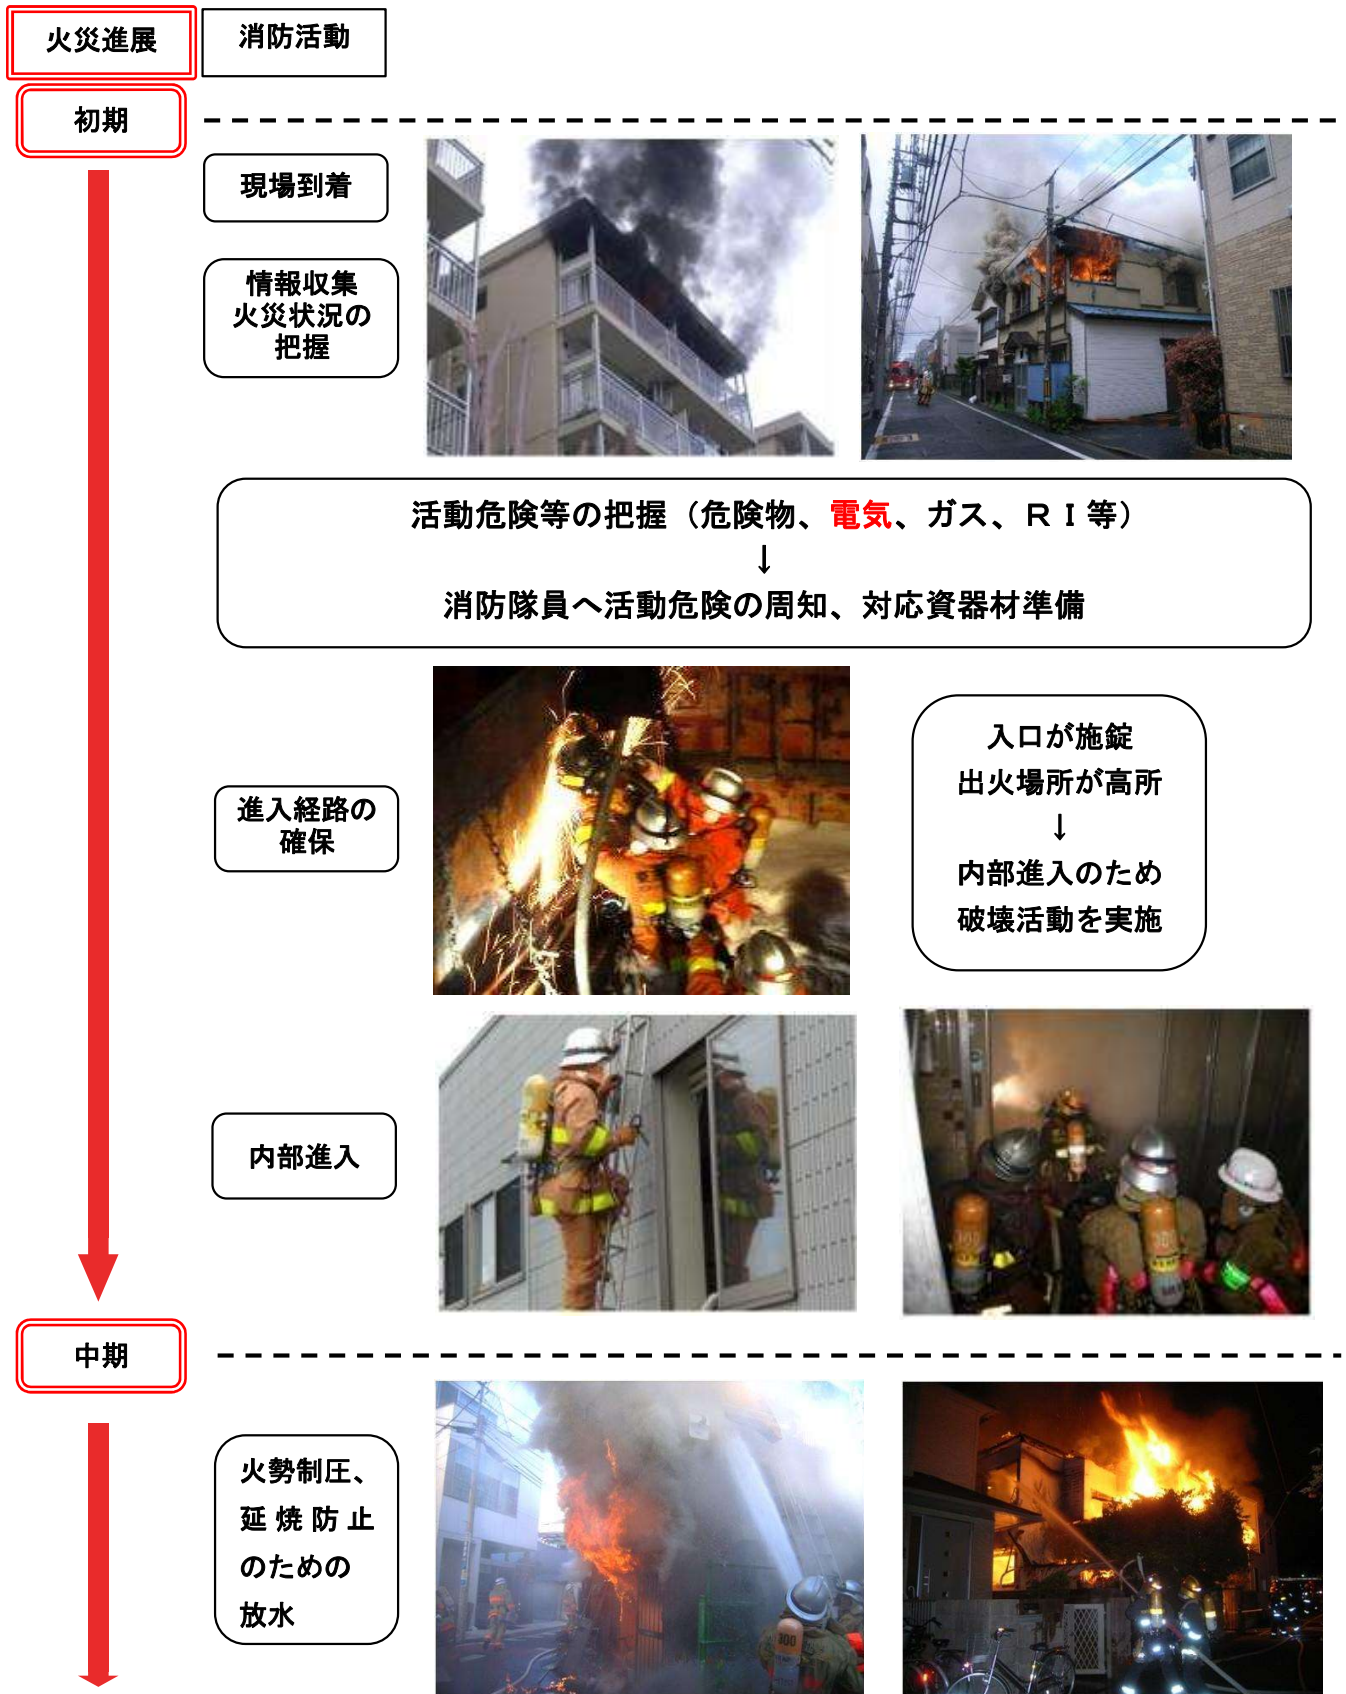 火災進展
消防活動
初期
現場到着
情報収集
火災状況の
把握
活動危険等の把握（危険物、電気、ガス、ＲＩ等）
↓
消防隊員へ活動危険の周知、対応資器材準備
進入経路の
確保
入口が施錠
出火場所が高所
↓
内部進入のため
破壊活動を実施
内部進入
中期
火勢制圧、
延焼防止
のための
放水